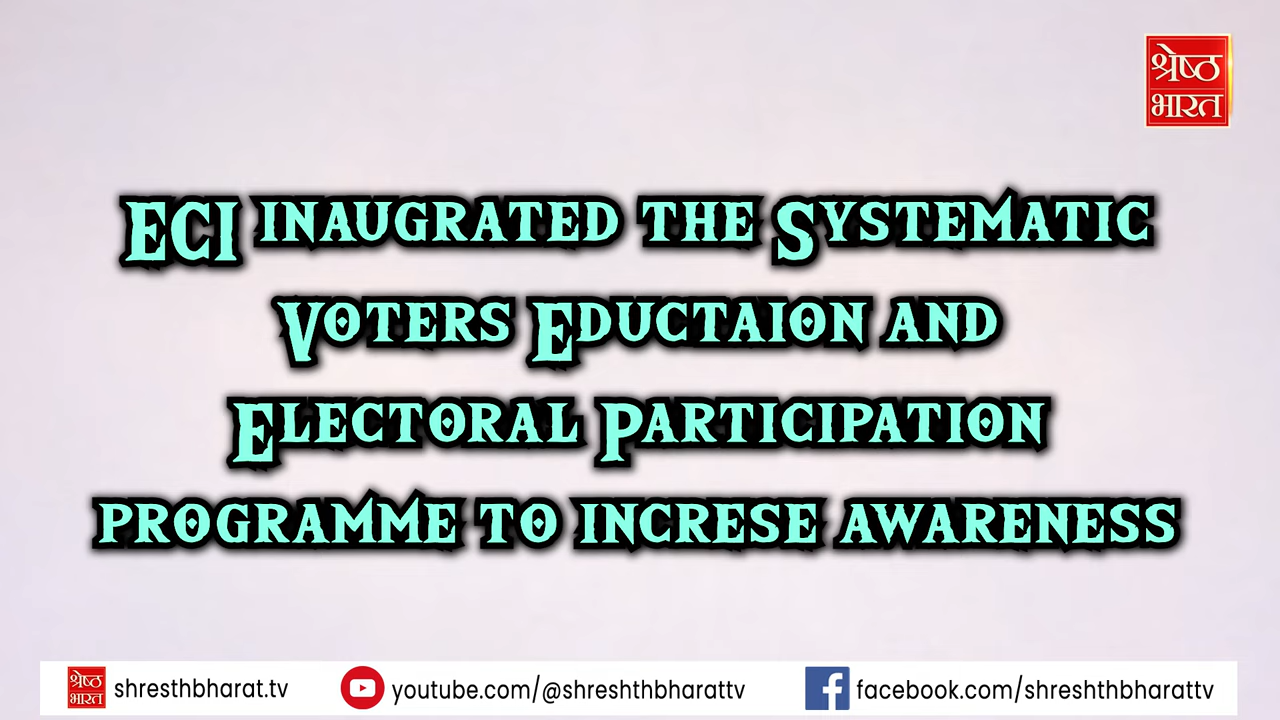 श्रेष्ठ
भारत
ECI inaugrated the Systematic
Voters Eductaion and
Electoral Participation
programme to increse awareness
श्रेष्ठ
भारत
shresthbharat.tv
youtube.com/@shreshthbharattv
facebook.com/shreshthbharattv